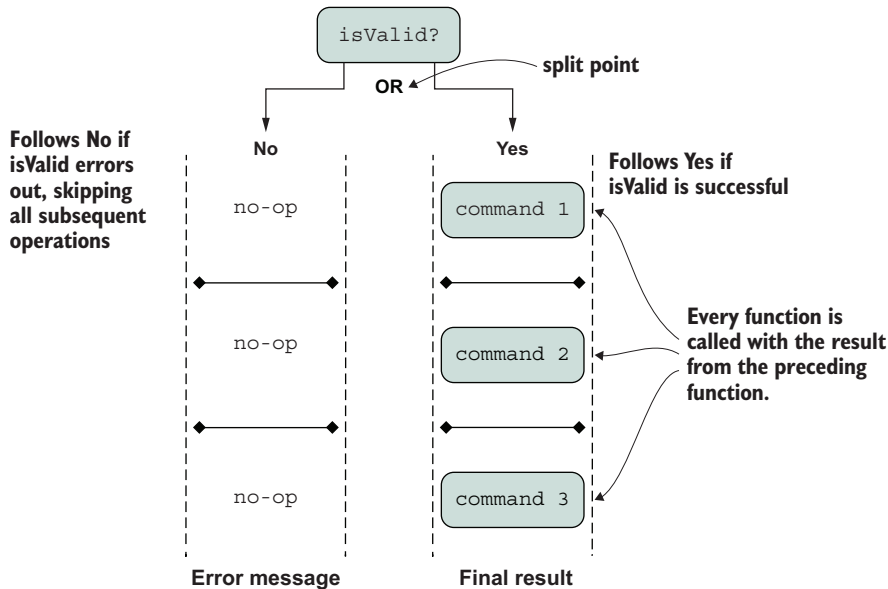 isValid?
split point
OR
Follows No if
isValid errors
out, skipping
all subsequent
operations
No
Yes
Follows Yes if
isValid is successful
no-op
command 1
Every function is
called with the result
from the preceding
function.
no-op
command 2
no-op
command 3
Error message
Final result